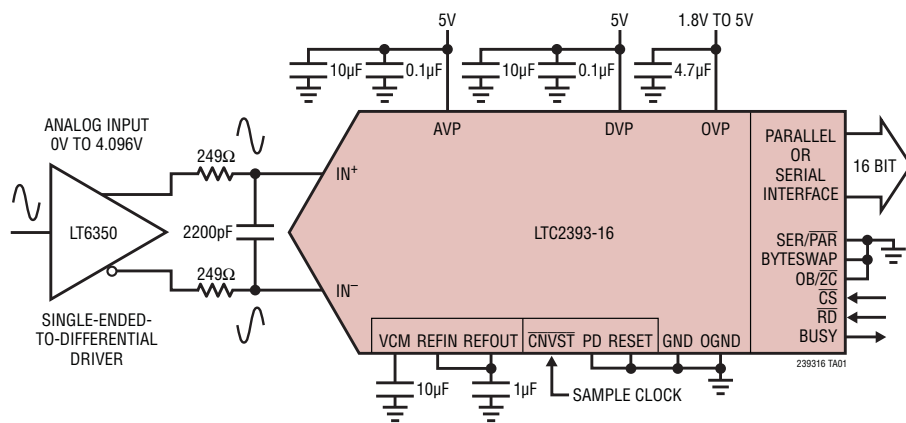 5V
5V
1.8V TO 5V
10µF
0.1µF
10µF
0.1µF
4.7µF
ANALOG INPUT
0V TO 4.096V
AVP
DVP
OVP
PARALLEL
OR
SERIAL
INTERFACE
16 BIT
249Ω
IN+
LT6350
2200pF
LTC2393-16
SER/PAR
BYTESWAP
OB/2C
CS
RD
BUSY
249Ω
IN−
SINGLE-ENDED-
TO-DIFFERENTIAL
DRIVER
VCM
REFIN
REFOUT
CNVST
PD
RESET
GND
OGND
239316 TA01
10µF
1µF
SAMPLE CLOCK